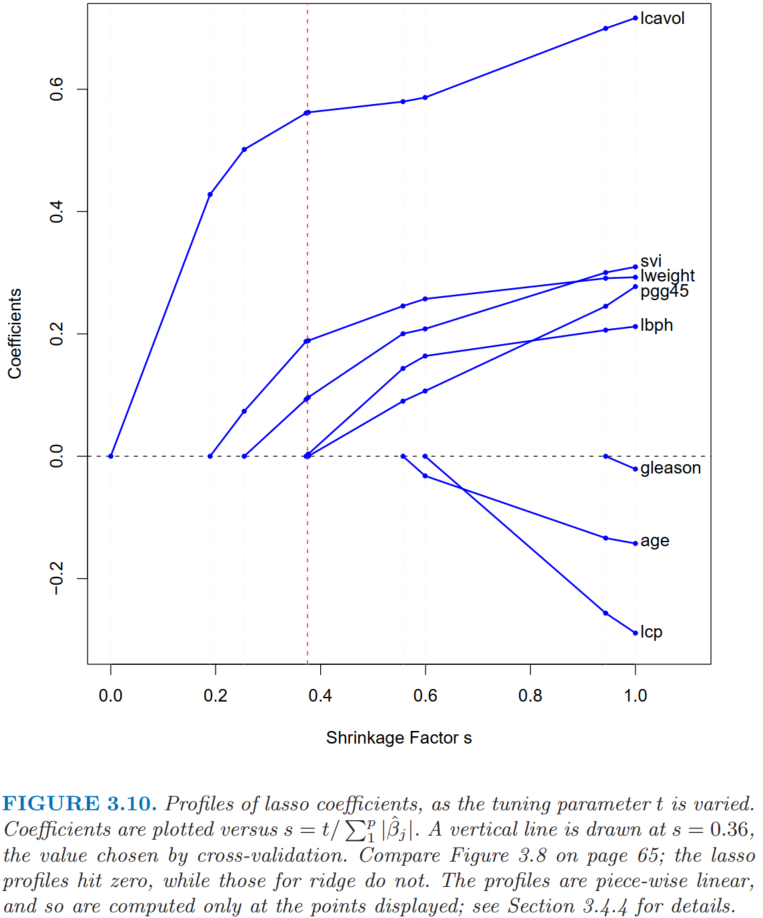 lcavol
0.6
0.4
svi
lweight
pgg45
0.2
lbph
0.0
gleason
age
−0.2
lcp
Coefficients
0.0 0.2 0.4 0.6 0.8 1.0
Shrinkage Factor s
FIGURE 3.10. Profiles of lasso coefficients, as the tuning parameter t is varied.
Coefficients are plotted versus s = t/∑₁ᵖ |β̂ⱼ|. A vertical line is drawn at s = 0.36,
the value chosen by cross-validation. Compare Figure 3.8 on page 65; the lasso
profiles hit zero, while those for ridge do not. The profiles are piece-wise linear,
and so are computed only at the points displayed; see Section 3.4.4 for details.